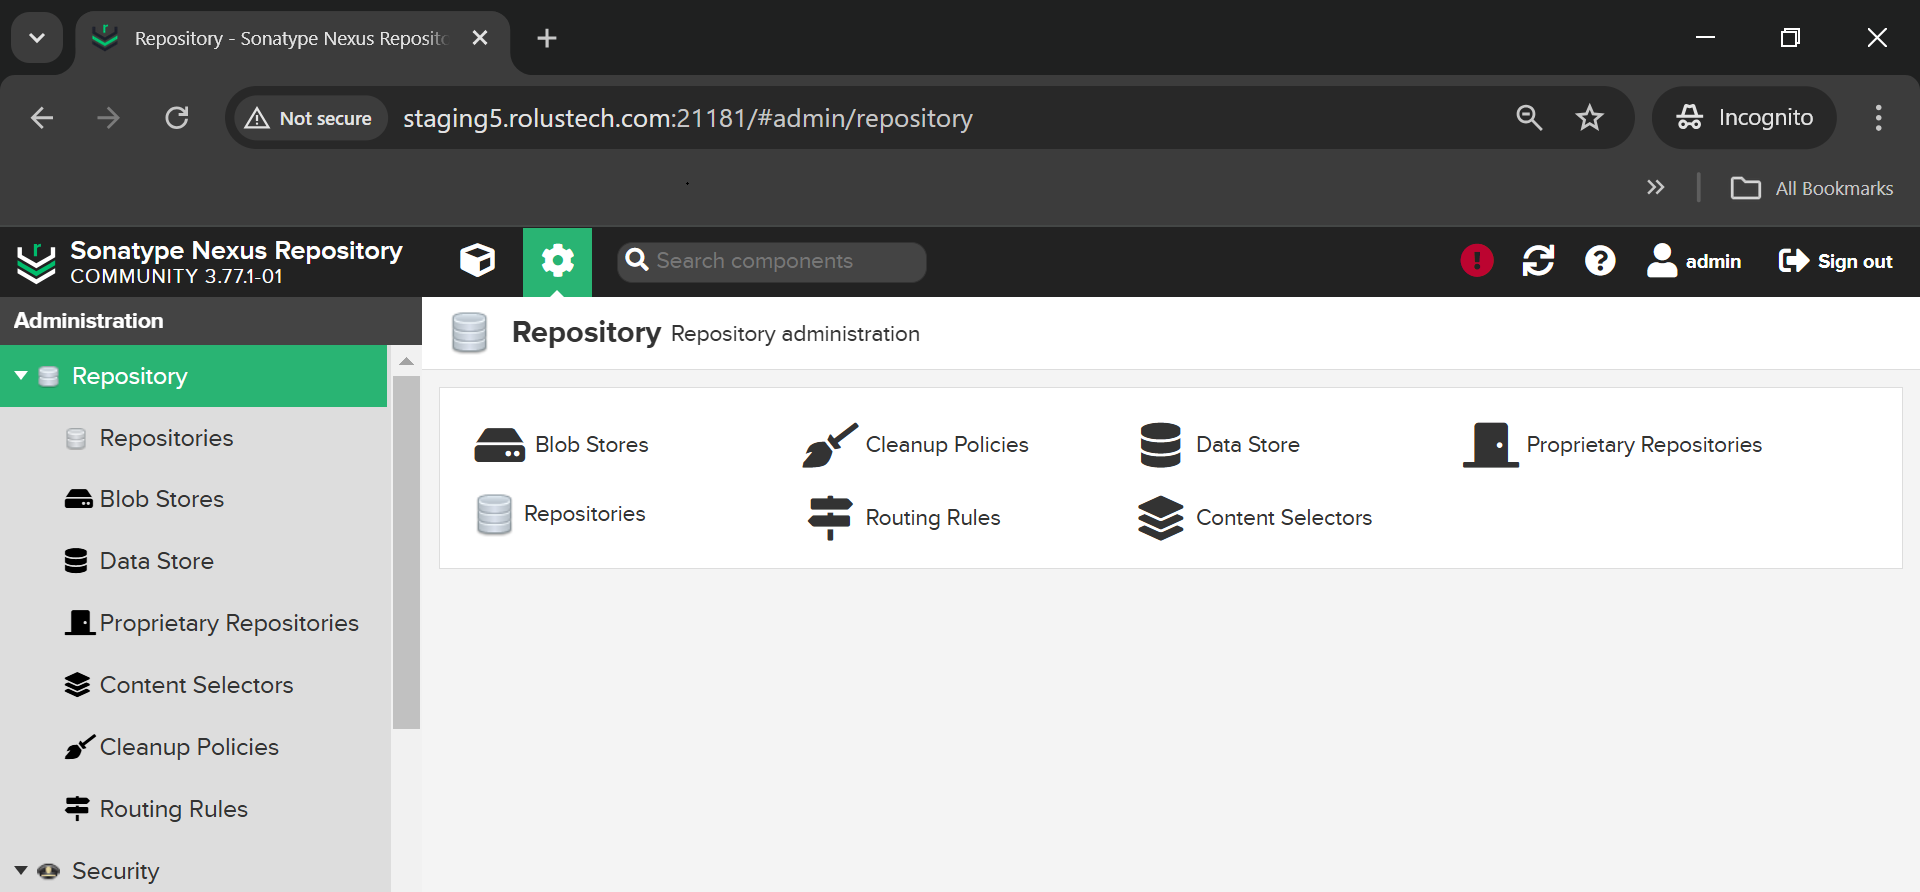 Repository - Sonatype Nexus Reposito
Not secure
staging5.rolustech.com:21181/#admin/repository
Incognito
All Bookmarks
Sonatype Nexus Repository
COMMUNITY 3.77.1-01
Search components
admin
Sign out
Administration
Repository
Repositories
Blob Stores
Data Store
Proprietary Repositories
Content Selectors
Cleanup Policies
Routing Rules
Security
Repository Repository administration
Blob Stores
Cleanup Policies
Data Store
Proprietary Repositories
Repositories
Routing Rules
Content Selectors